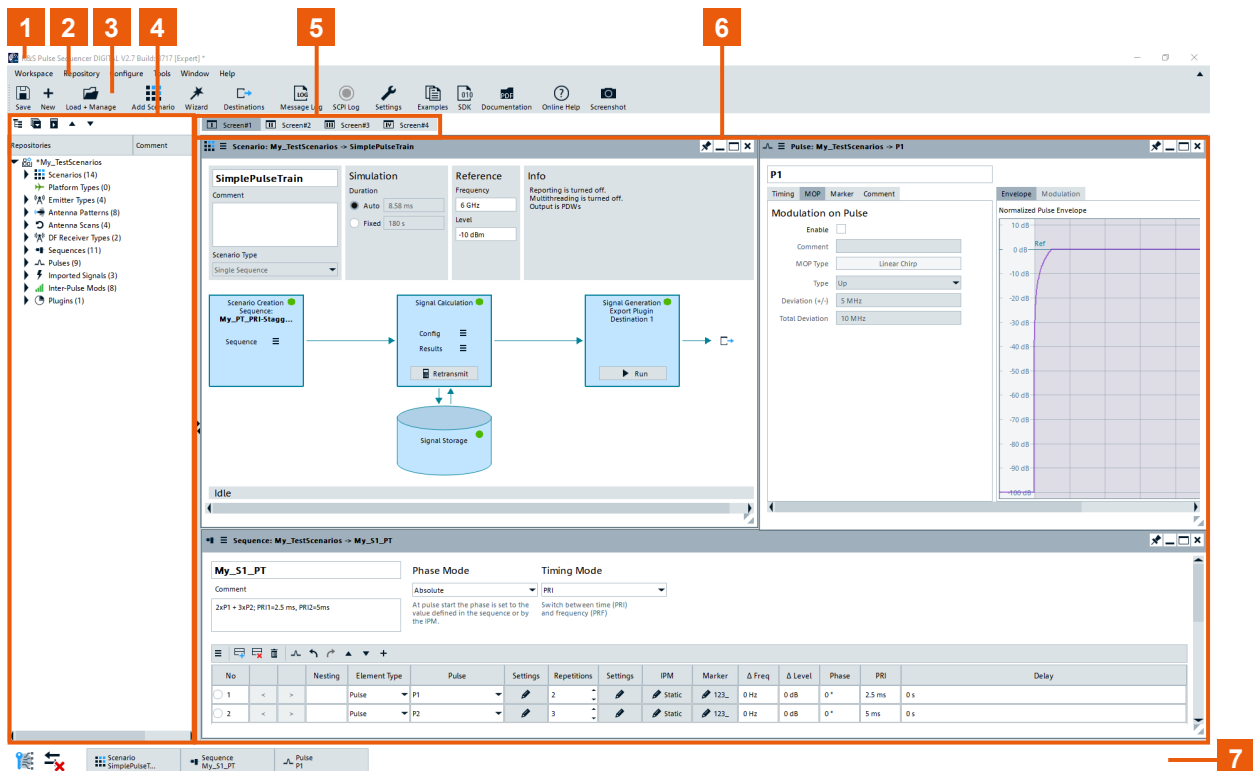 1 2 3 4 5 6
R&S Pulse Sequencer DIGITAL V2.7 Build 3717 [Expert] *
Workspace Repository Configure Tools Window Help
Save New Load + Manage Add Scenario Wizard Destinations Message Log SCPI Log Settings Examples SDK Documentation Online Help Screenshot
Screen#1 Screen#2 Screen#3 Screen#4
Repositories Comment
*My_TestScenarios
Scenarios (14)
Platform Types (0)
Emitter Types (4)
Antenna Patterns (8)
Antenna Scans (4)
DF Receiver Types (2)
Sequences (11)
Pulses (9)
Imported Signals (3)
Inter-Pulse Mods (8)
Plugins (1)
Scenario: My_TestScenarios -> SimplePulseTrain
SimplePulseTrain
Comment
Scenario Type
Single Sequence
Simulation
Duration
Auto 8.58 ms
Fixed 180 s
Reference
Frequency
6 GHz
Level
-10 dBm
Info
Reporting is turned off.
Multithreading is turned off.
Output is PDWs
Scenario Creation
Sequence:
My_PT_PRI-Stagg...
Sequence
Signal Calculation
Config
Results
Retransmit
Signal Generation
Export Plugin
Destination 1
Run
Signal Storage
Idle
Pulse: My_TestScenarios -> P1
P1
Timing MOP Marker Comment
Modulation on Pulse
Enable
Comment
MOP Type Linear Chirp
Type Up
Deviation (+/-) 5 MHz
Total Deviation 10 MHz
Envelope Modulation
Normalized Pulse Envelope
10 dB
0 dB Ref
-10 dB
-20 dB
-30 dB
-40 dB
-50 dB
-60 dB
-70 dB
-80 dB
-90 dB
-100 dB
Sequence: My_TestScenarios -> My_S1_PT
My_S1_PT
Comment
2xP1 + 3xP2; PRI1=2.5 ms, PRI2=5ms
Phase Mode
Absolute
At pulse start the phase is set to the
value defined in the sequence or by
the IPM.
Timing Mode
PRI
Switch between time (PRI)
and frequency (PRF)
No Nesting Element Type Pulse Settings Repetitions Settings IPM Marker Δ Freq Δ Level Phase PRI Delay
1 < > Pulse P1 2 Static 123_ 0 Hz 0 dB 0 ° 2.5 ms 0 s
2 < > Pulse P2 3 Static 123_ 0 Hz 0 dB 0 ° 5 ms 0 s
Scenario
SimplePulseT...
Sequence
My_S1_PT
Pulse
P1
7